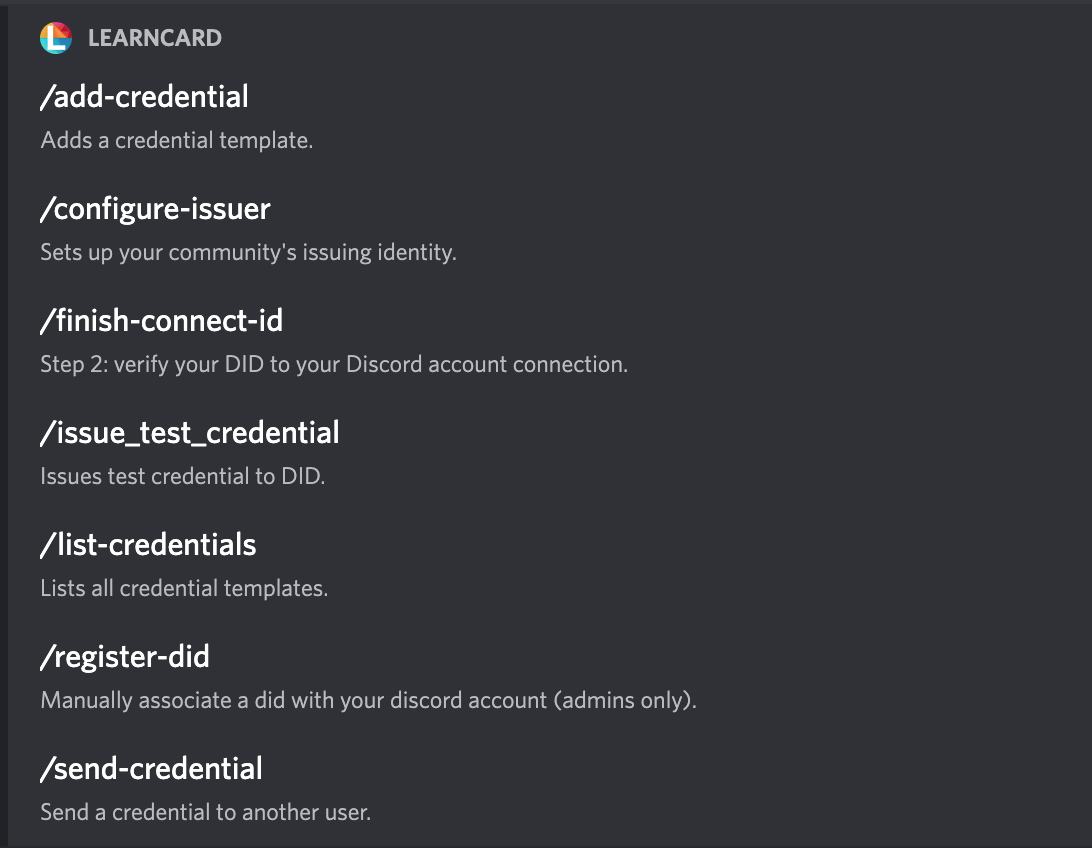 L LEARNCARD
/add-credential
Adds a credential template.
/configure-issuer
Sets up your community's issuing identity.
/finish-connect-id
Step 2: verify your DID to your Discord account connection.
/issue_test_credential
Issues test credential to DID.
/list-credentials
Lists all credential templates.
/register-did
Manually associate a did with your discord account (admins only).
/send-credential
Send a credential to another user.